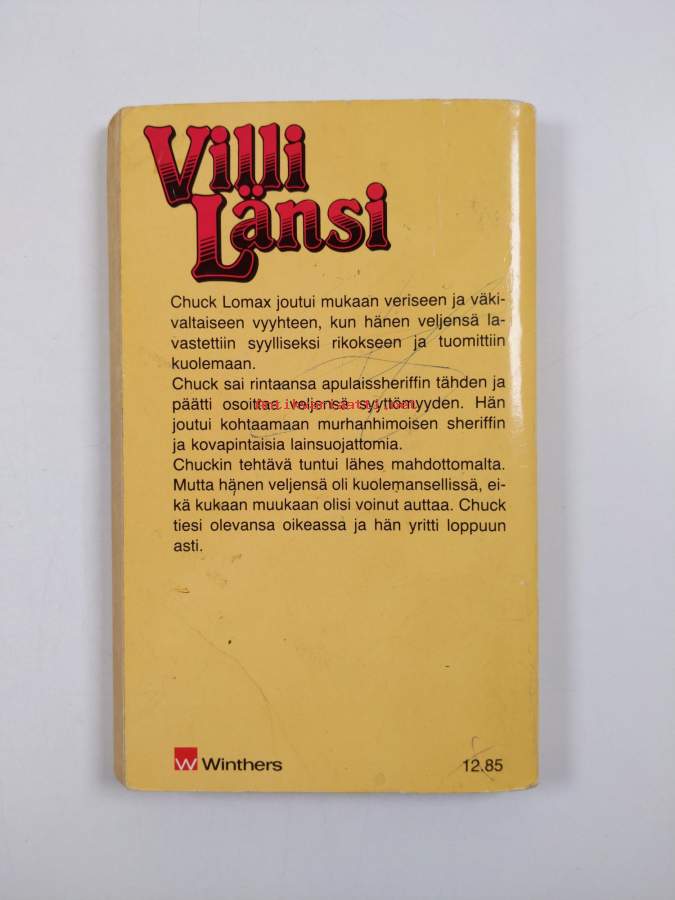 Villi
Länsi
Chuck Lomax joutui mukaan veriseen ja väki-
valtaiseen vyyhteen, kun hänen veljensä la-
vastettiin syylliseksi rikokseen ja tuomittiin
kuolemaan.
Chuck sai rintaansa apulaissheriffin tähden ja
päätti osoittaa veljensä syyttömyyden. Hän
joutui kohtaamaan murhanhimoisen sheriffin
ja kovapintaisia lainsuojattomia.
Chuckin tehtävä tuntui lähes mahdottomalta.
Mutta hänen veljensä oli kuolemansellissä, ei-
kä kukaan muukaan olisi voinut auttaa. Chuck
tiesi olevansa oikeassa ja hän yritti loppuun
asti.
W Winthers
12.85